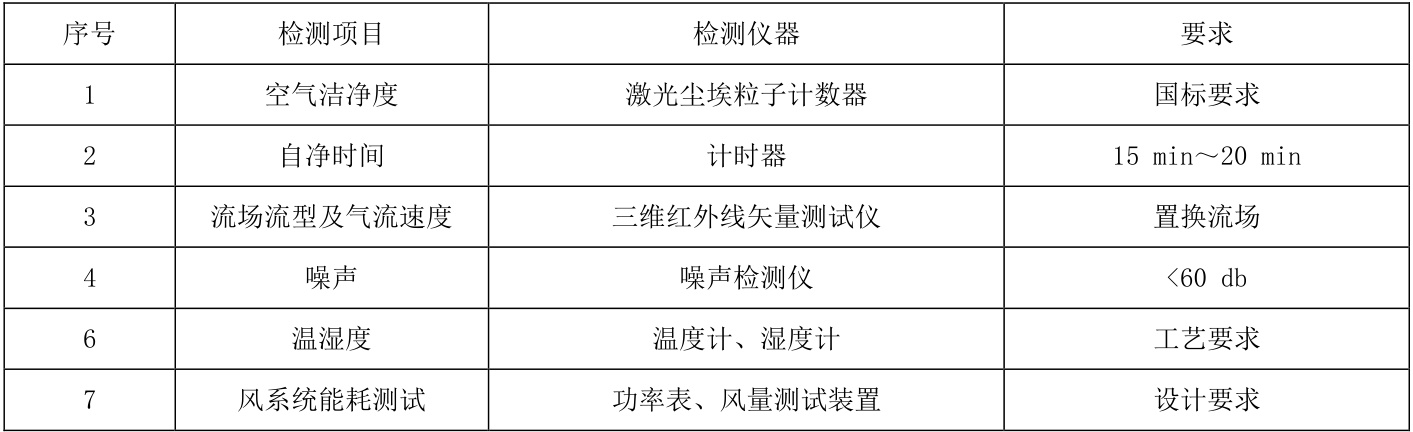 序号 检测项目 检测仪器 要求
1 空气洁净度 激光尘埃粒子计数器 国标要求
2 自净时间 计时器 15 min～20 min
3 流场流型及气流速度 三维红外线矢量测试仪 置换流场
4 噪声 噪声检测仪 <60 db
6 温湿度 温度计、湿度计 工艺要求
7 风系统能耗测试 功率表、风量测试装置 设计要求